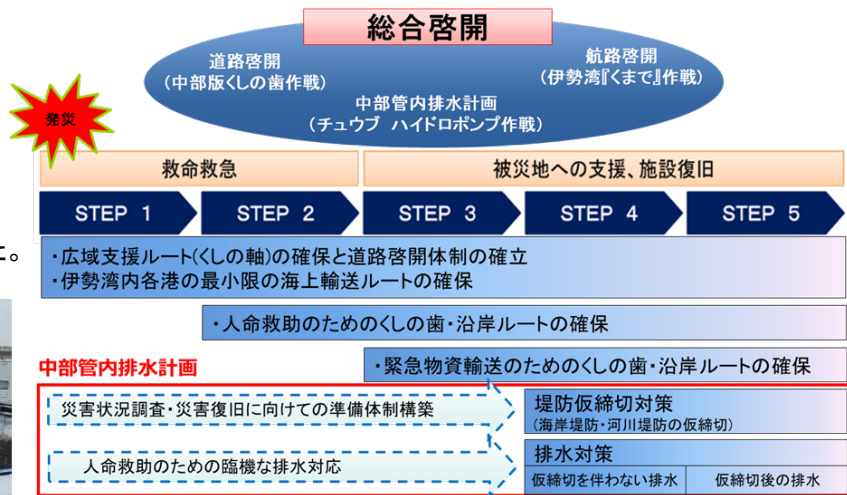 総合啓開
道路啓開
(中部版くしの歯作戦)
航路啓開
(伊勢湾『くまで』作戦)
中部管内排水計画
(チュウブ ハイドロポンプ作戦)
発災
救命救急
被災地への支援、施設復旧
STEP 1
STEP 2
STEP 3
STEP 4
STEP 5
・広域支援ルート(くしの軸)の確保と道路啓開体制の確立
・伊勢湾内各港の最小限の海上輸送ルートの確保
・人命救助のためのくしの歯・沿岸ルートの確保
・緊急物資輸送のためのくしの歯・沿岸ルートの確保
中部管内排水計画
災害状況調査・災害復旧に向けての準備体制構築
堤防仮締切対策
(海岸堤防・河川堤防の仮締切)
人命救助のための臨機な排水対応
排水対策
仮締切を伴わない排水
仮締切後の排水